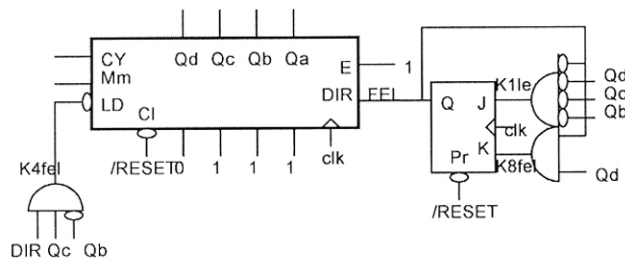 CY
Mm
LD
Qd Qc Qb Qa
E
DIR
Cl
1
FEL
/RESET
0 1 1 1
clk
K4fel
DIR Qc Qb
Q J
K1le
clk
Pr K
K8fel
/RESET
Qd
Qc
Qb
Qd